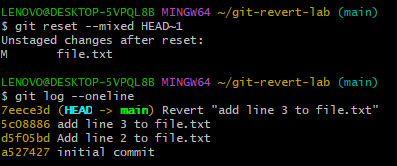 LENOVO@DESKTOP-5VPQL8B MINGW64 ~/git-revert-lab (main)
$ git reset --mixed HEAD~1
Unstaged changes after reset:
M       file.txt
LENOVO@DESKTOP-5VPQL8B MINGW64 ~/git-revert-lab (main)
$ git log --oneline
7eece3d (HEAD -> main) Revert "add line 3 to file.txt"
5c08886 add line 3 to file.txt
d5f05bd Add line 2 to file.txt
a527427 initial commit